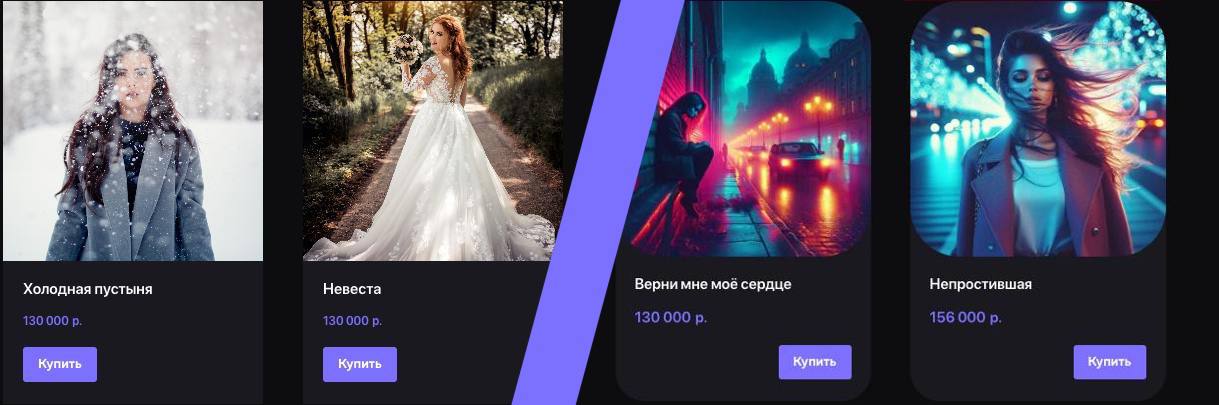 Холодная пустыня
130 000 р.
Купить
Невеста
130 000 р.
Купить
Верни мне моё сердце
130 000 р.
Купить
Непростившая
156 000 р.
Купить